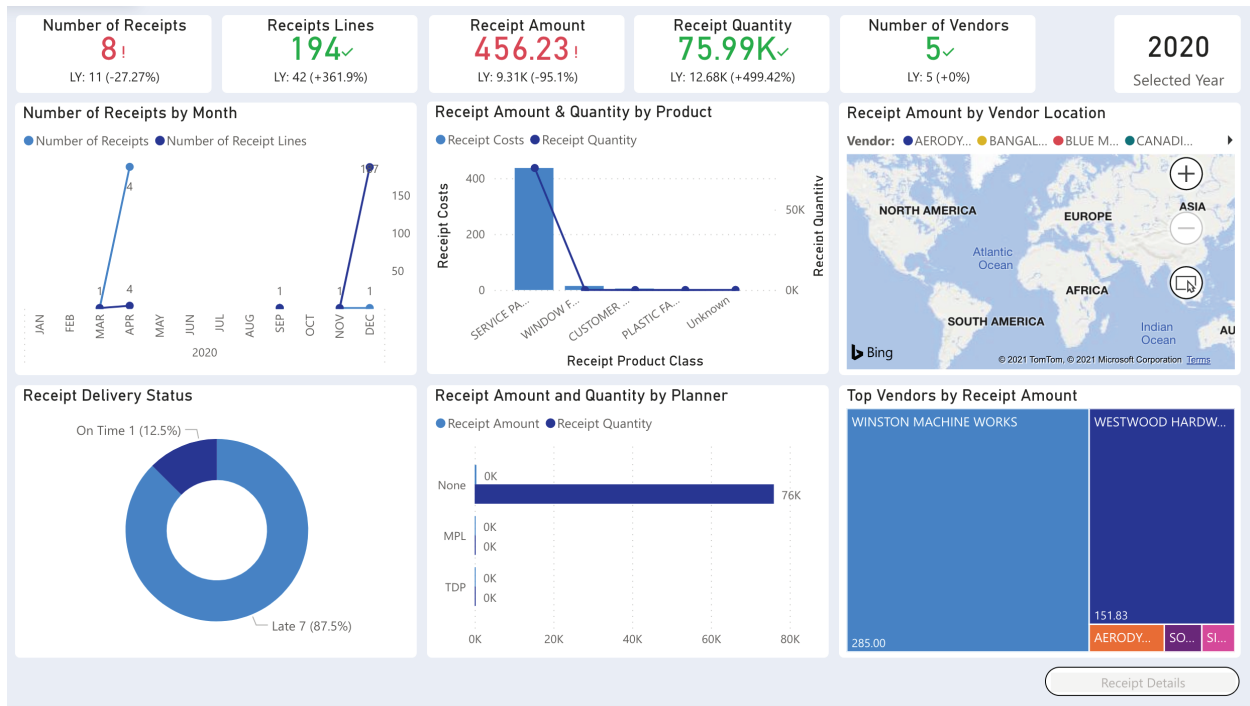 Number of Receipts
8 !
LY: 11 (-27.27%)
Receipts Lines
194
LY: 42 (+361.9%)
Receipt Amount
456.23 !
LY: 9.31K (-95.1%)
Receipt Quantity
75.99K
LY: 12.68K (+499.42%)
Number of Vendors
5
LY: 5 (+0%)
2020
Selected Year
Number of Receipts by Month
Number of Receipts Number of Receipt Lines
4
150
100
50
1
4
1
1
1
JAN FEB MAR APR MAY JUN JUL AUG SEP OCT NOV DEC
2020
Receipt Amount & Quantity by Product
Receipt Costs Receipt Quantity
Receipt Costs
400
200
0
50K
0K
Receipt Quantity
SERVICE PA... WINDOW F... CUSTOMER ... PLASTIC FA... Unknown
Receipt Product Class
Receipt Amount by Vendor Location
Vendor: AERODY... BANGAL... BLUE M... CANADI...
NORTH AMERICA
EUROPE
ASIA
Atlantic
Ocean
AFRICA
SOUTH AMERICA
Indian
Ocean
AU
Bing
© 2021 TomTom, © 2021 Microsoft Corporation Terms
Receipt Delivery Status
On Time 1 (12.5%)
Late 7 (87.5%)
Receipt Amount and Quantity by Planner
Receipt Amount Receipt Quantity
None
0K
76K
MPL
0K
0K
TDP
0K
0K
0K 20K 40K 60K 80K
Top Vendors by Receipt Amount
WINSTON MACHINE WORKS
285.00
WESTWOOD HARDW...
151.83
AERODY...
SO...
SI...
Receipt Details